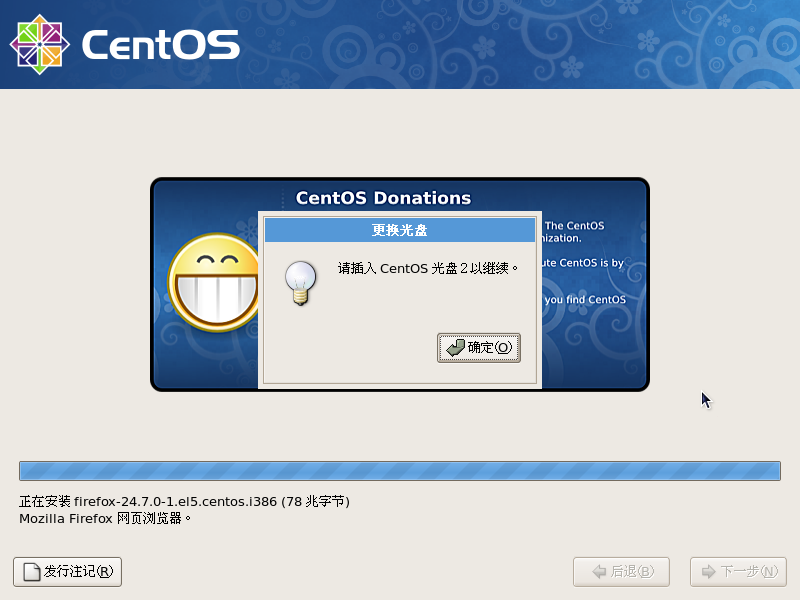 CentOS
CentOS Donations
The CentOS
ute CentOS is by
you find CentOS
更换光盘
请插入 CentOS 光盘2以继续。
确定(O)
正在安装 firefox-24.7.0-1.el5.centos.i386 (78 兆字节)
Mozilla Firefox 网页浏览器。
发行注记(R)
后退(B)
下一步(N)